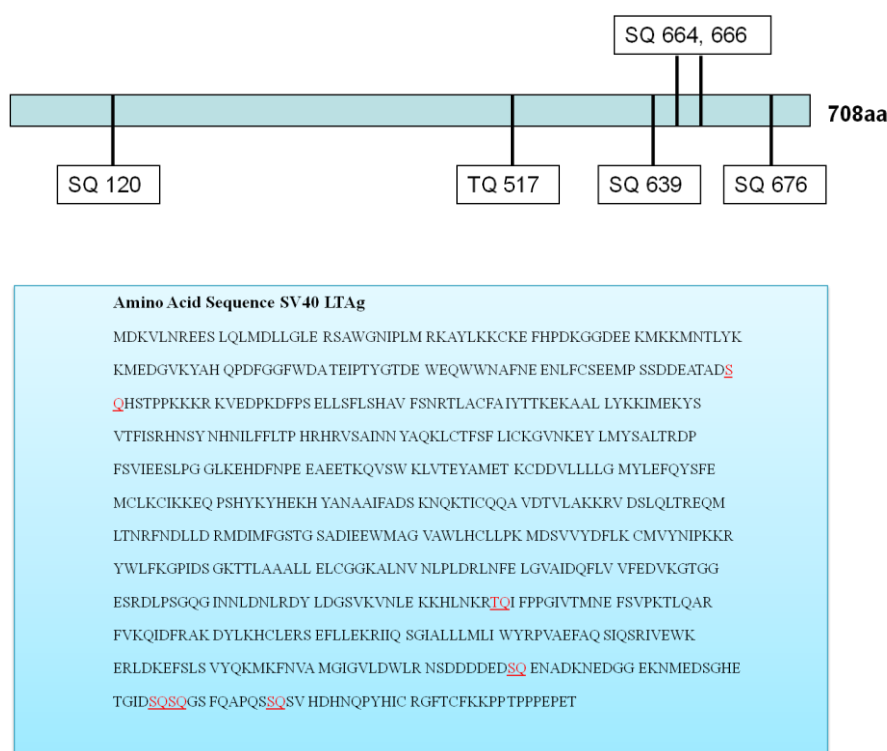 SQ 664, 666
708aa
SQ 120
TQ 517
SQ 639
SQ 676
Amino Acid Sequence SV40 LTAg
MDKVLNREES LQLMDLLGLE RSAWGNIPLM RKAYLKKCKE FHPDKGGDEE KMKKMNTLYK
KMEDGVKYAH QPDFGGFWDA TEIPTYGTDE WEQWWNAFNE ENLFCSEEMP SSDDEATADS
QHSTPPKKKR KVEDPKDFPS ELLSFLSHAV FSNRTLACFA IYTTKEKAAL LYKKIMEKYS
VTFISRHNSY NHNILFFLTP HRHRVSAINN YAQKLCTFSF LICKGVNKEY LMYSALTRDP
FSVIEESLPG GLKEHDFNPE EAEETKQVSW KLVTEYAMET KCDDVLLLLG MYLEFQYSFE
MCLKCIKKEQ PSHYKYHEKH YANAAIFADS KNQKTICQQA VDTVLAKKRV DSLQLTREQM
LTNRFNDLLD RMDIMFGSTG SADIEEWMAG VAWLHCLLPK MDSVVYDFLK CMVYNIPKKR
YWLFKGPIDS GKTTLAAALL ELCGGKALNV NLPLDRLNFE LGVAIDQFLV VFEDVKGTGG
ESRDLPSGQG INNLDNLRDY LDGSVKVNLE KKHLNKRTQI FPPGIVTMNE FSVPKTLQAR
FVKQIDFRAK DYLKHCLERS EFLLEKRIIQ SGIALLLMLI WYRPVAEFAQ SIQSRIVEWK
ERLDKEFSLS VYQKMKFNVA MGIGVLDWLR NSDDDDEDSQ ENADKNEDGG EKNMEDSGHE
TGIDSQSQGS FQAPQSSQSV HDHNQPYHIC RGFTCFKKPP TPPPEPET